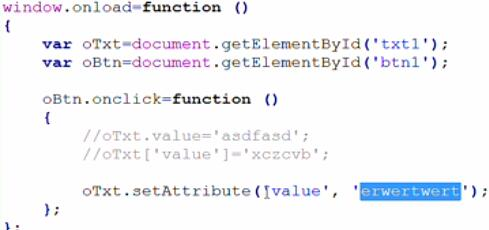 window.onload=function ()
{
var oTxt=document.getElementById('txt1');
var oBtn=document.getElementById('btn1');
oBtn.onclick=function ()
{
//oTxt.value='asdfasd';
//oTxt['value']='xczcvb';
oTxt.setAttribute('value', 'erwertwert');
};
};